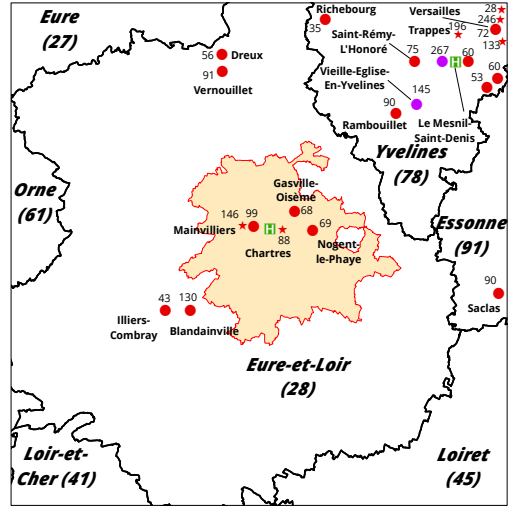 Richebourg
35
Eure
(27)
Versailles
28
246
72
Trappes
196
133
Saint-Rémy-
L'Honoré
56
Dreux
91
Vernouillet
75
267
H
60
60
53
Vieille-Eglise-
En-Yvelines
145
90
Rambouillet
Le Mesnil-
Saint-Denis
Yvelines
(78)
Orne
(61)
Gasville-
Oisème
68
146
99
Mainvilliers
H
88
Chartres
69
Nogent-
le-Phaye
Essonne
(91)
90
Saclas
43
130
Illiers-
Combray
Blandainville
Eure-et-Loir
(28)
Loir-et-
Cher (41)
Loiret
(45)